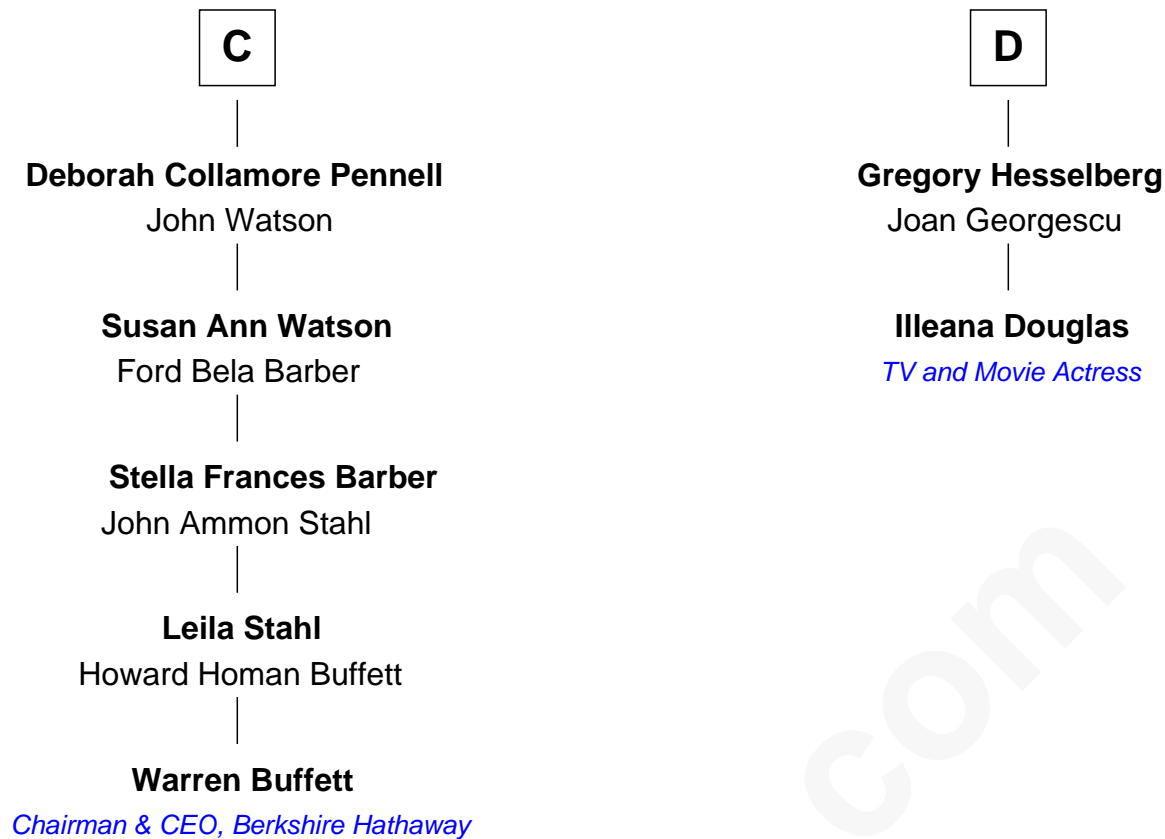 C
Deborah Collamore Pennell
John Watson
Susan Ann Watson
Ford Bela Barber
Stella Frances Barber
John Ammon Stahl
Leila Stahl
Howard Homan Buffett
Warren Buffett
Chairman & CEO, Berkshire Hathaway
D
Gregory Hesselberg
Joan Georgescu
Illeana Douglas
TV and Movie Actress
com